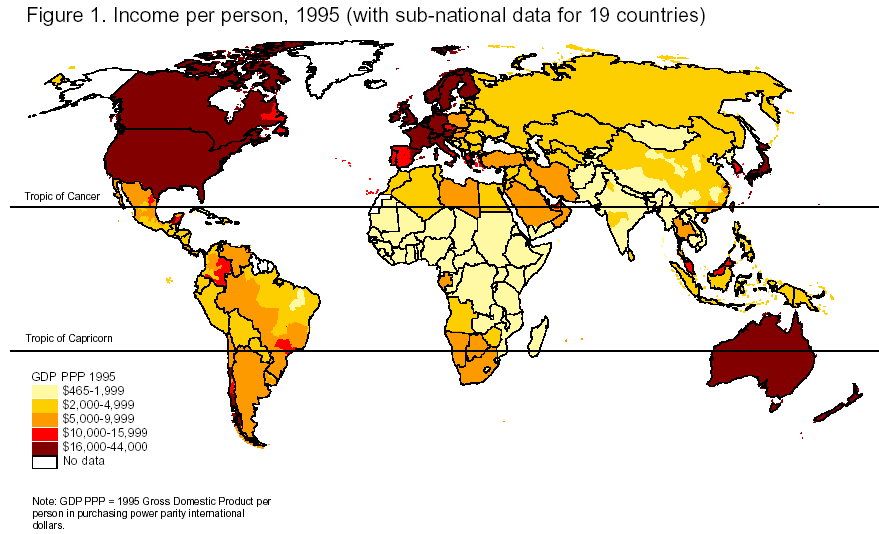 Figure 1. Income per person, 1995 (with sub-national data for 19 countries)
Tropic of Cancer
Tropic of Capricorn
GDP PPP 1995
$465-1,999
$2,000-4,999
$5,000-9,999
$10,000-15,999
$16,000-44,000
No data
Note: GDP PPP = 1995 Gross Domestic Product per
person in purchasing power parity international
dollars.